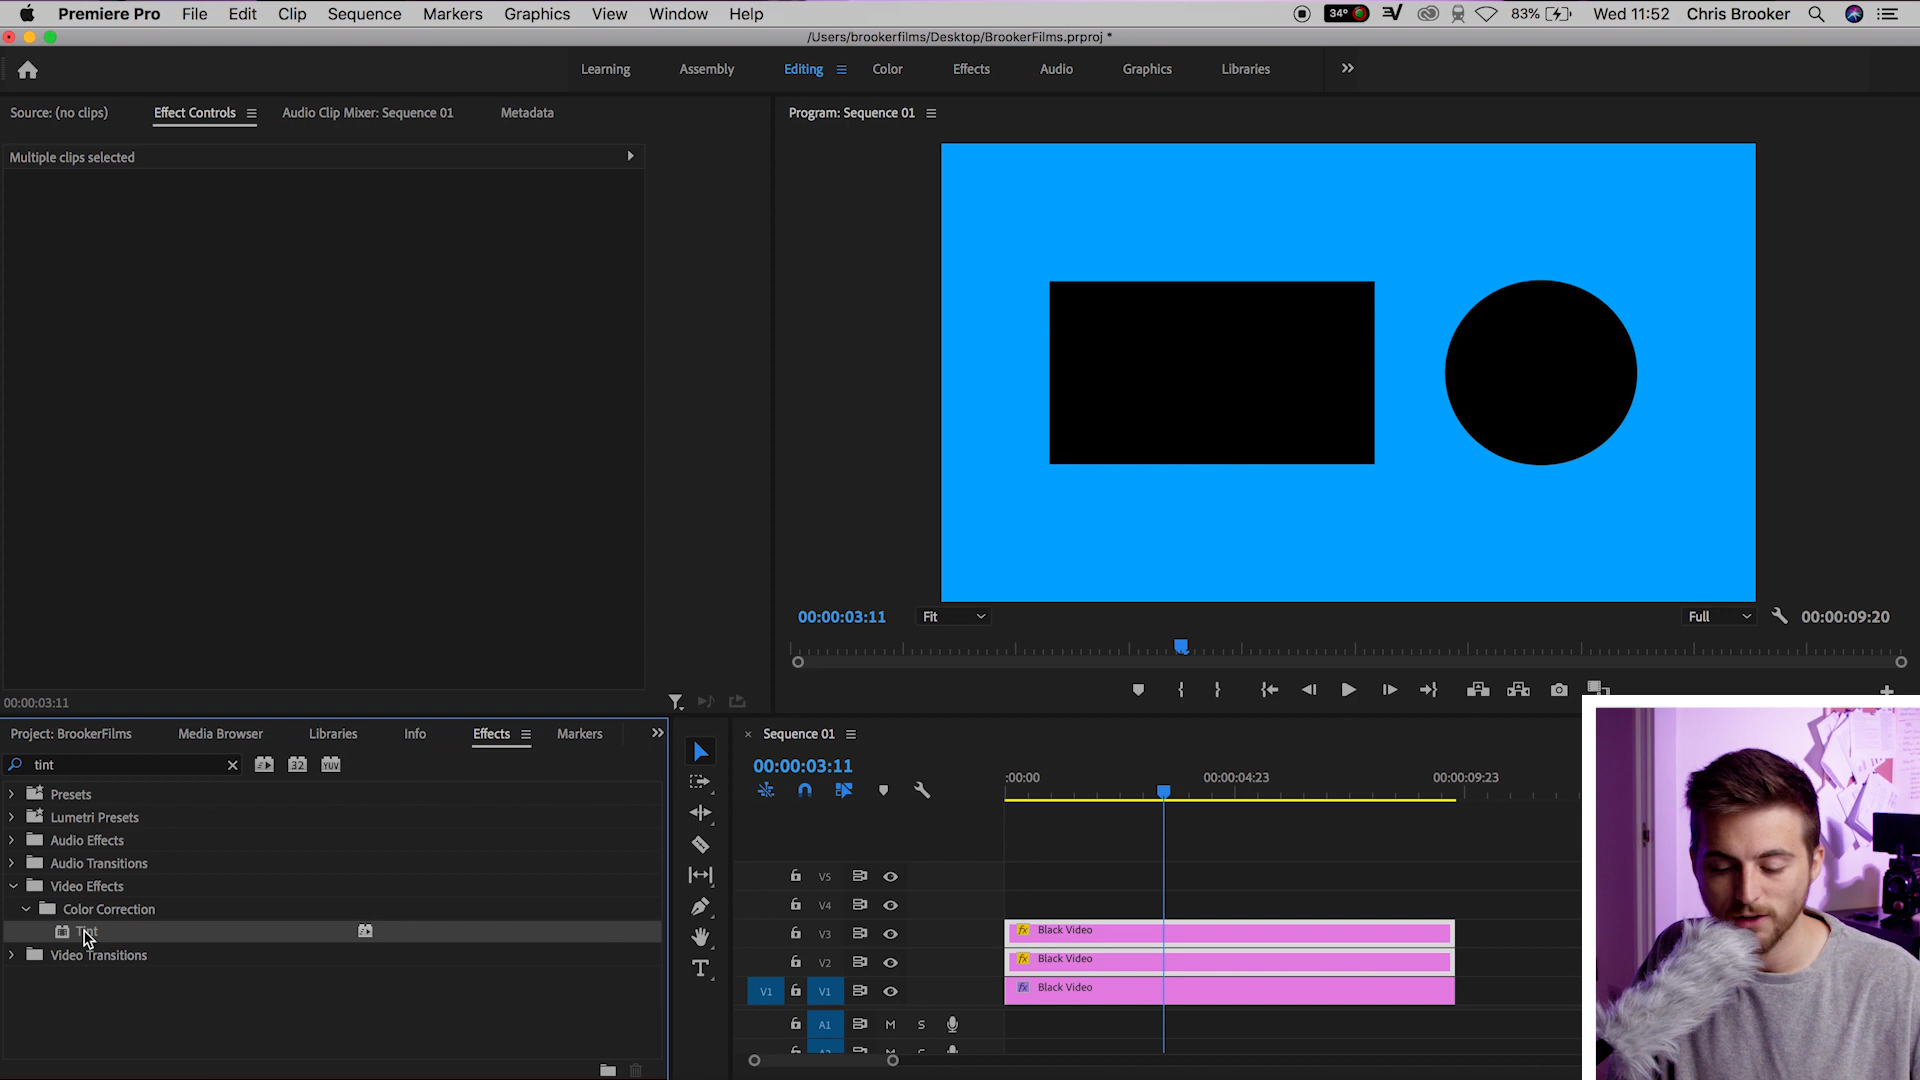 Premiere Pro File Edit Clip Sequence Markers Graphics View Window Help 34° 83% Wed 11:52 Chris Brooker
/Users/brookerfilms/Desktop/BrookerFilms.prproj *
Learning Assembly Editing Color Effects Audio Graphics Libraries
Source: (no clips) Effect Controls Audio Clip Mixer: Sequence 01 Metadata
Program: Sequence 01
Multiple clips selected
00:00:03:11 Fit Full 00:00:09:20
00:00:03:11
Project: BrookerFilms Media Browser Libraries Info Effects Markers
tint 32 YUV
Presets
Lumetri Presets
Audio Effects
Audio Transitions
Video Effects
Color Correction
Tint
Video Transitions
Sequence 01
00:00:03:11
:00:00 00:00:04:23 00:00:09:23
V5
V4
V3 fx Black Video
V2 fx Black Video
V1 V1 fx Black Video
A1 M S